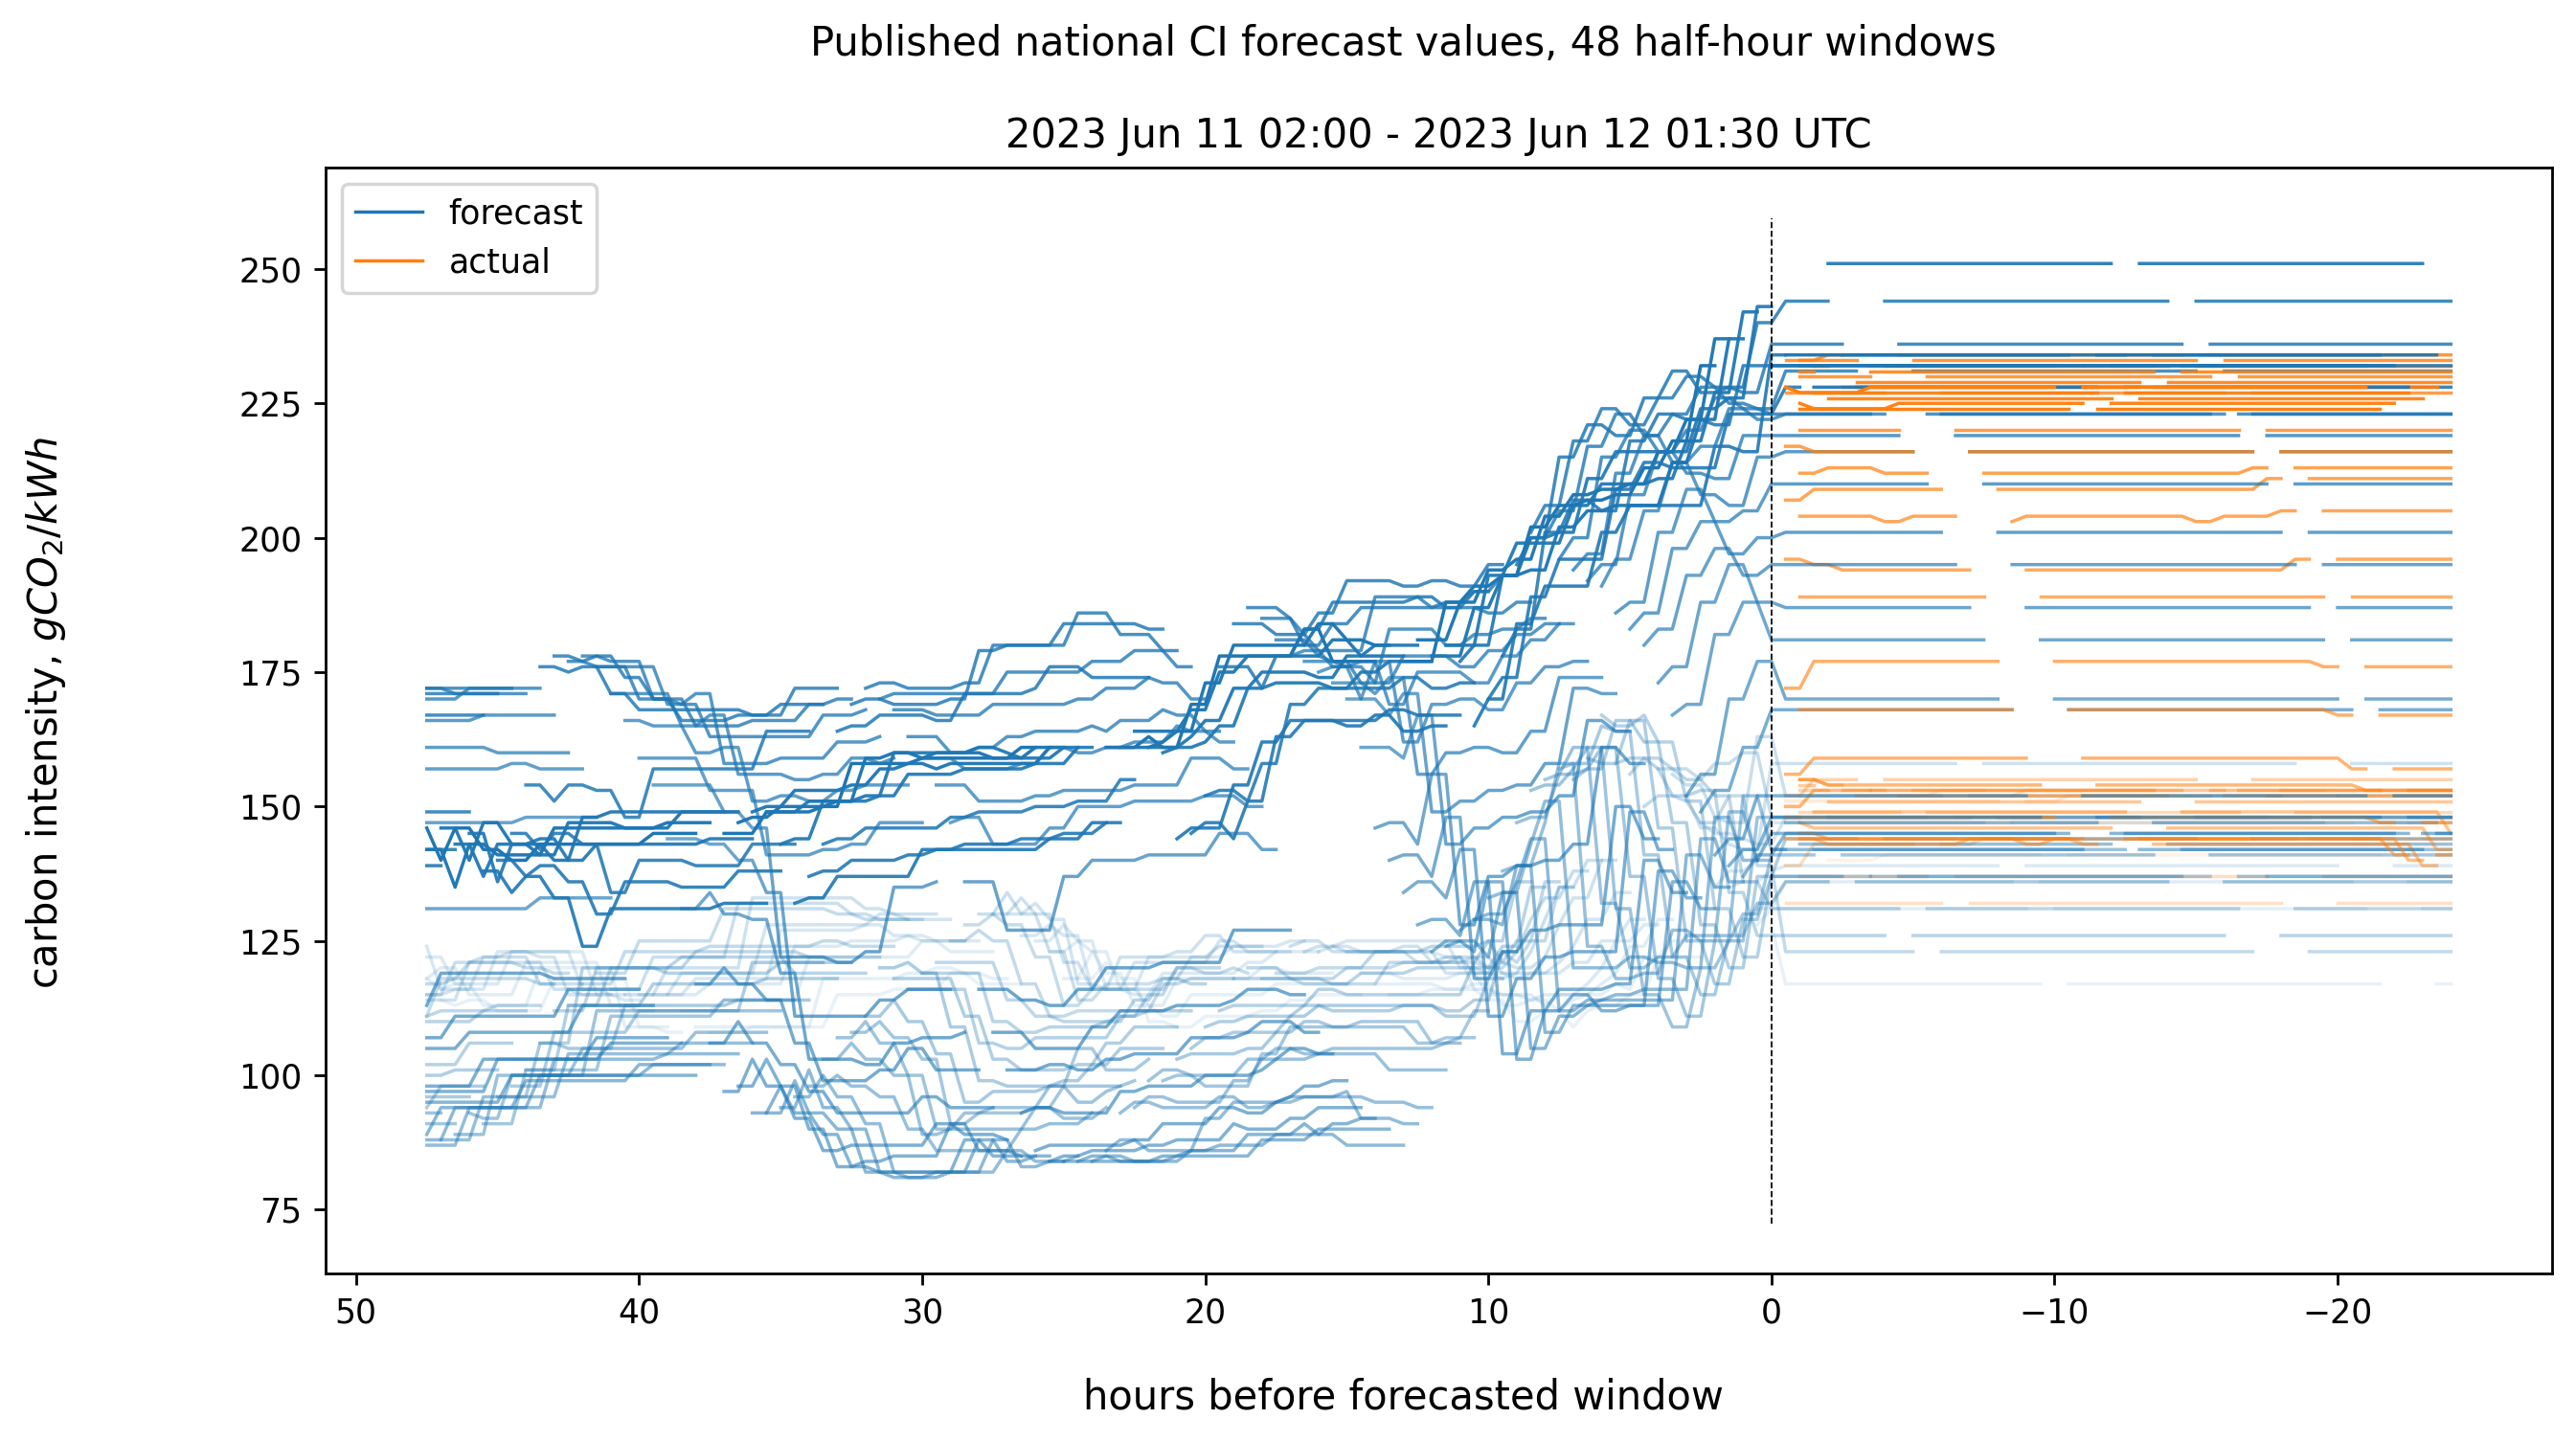 Published national CI forecast values, 48 half-hour windows
2023 Jun 11 02:00 - 2023 Jun 12 01:30 UTC
forecast
actual
carbon intensity, gCO₂/kWh
250
225
200
175
150
125
100
75
50 40 30 20 10 0 −10 −20
hours before forecasted window